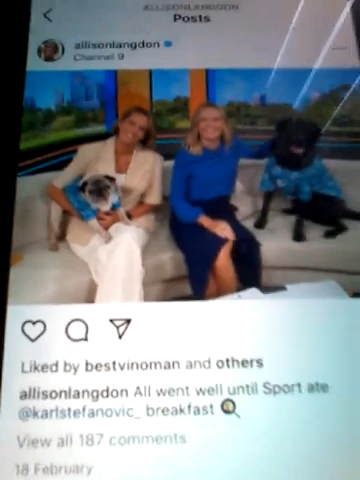 ALLISONLANGDON
Posts
allisonlangdon
Channel 9
Liked by bestvinoman and others
allisonlangdon All went well until Sport ate
@karlstefanovic_ breakfast 🍳
View all 187 comments
18 February